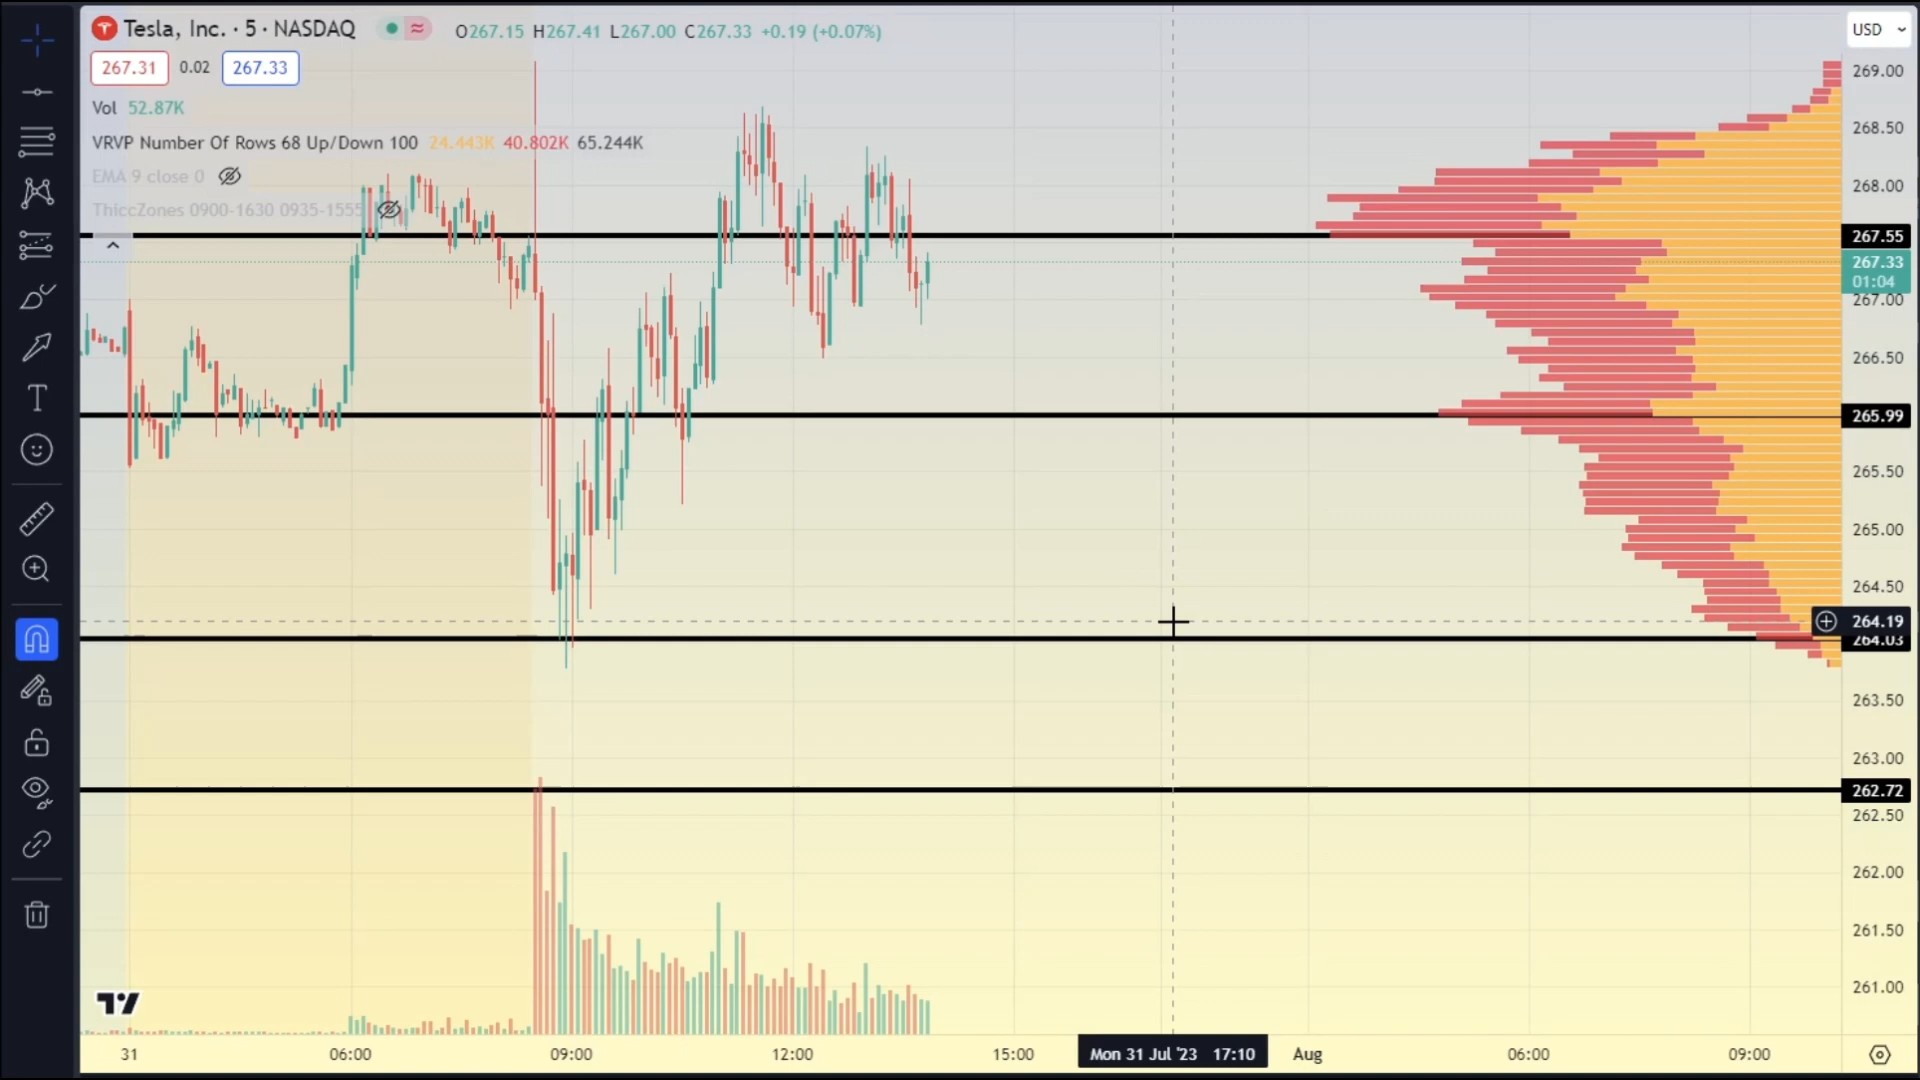 Tesla, Inc. · 5 · NASDAQ
O267.15 H267.41 L267.00 C267.33 +0.19 (+0.07%)
USD
267.31 0.02 267.33
Vol 52.87K
VRVP Number Of Rows 68 Up/Down 100 24.443K 40.802K 65.244K
EMA 9 close 0
ThiccZones 0900-1630 0935-1555
269.00
268.50
268.00
267.55
267.33
01:04
267.00
266.50
265.99
265.50
265.00
264.50
264.19
264.03
263.50
263.00
262.72
262.50
262.00
261.50
261.00
31 06:00 09:00 12:00 15:00 Mon 31 Jul '23 17:10 Aug 06:00 09:00